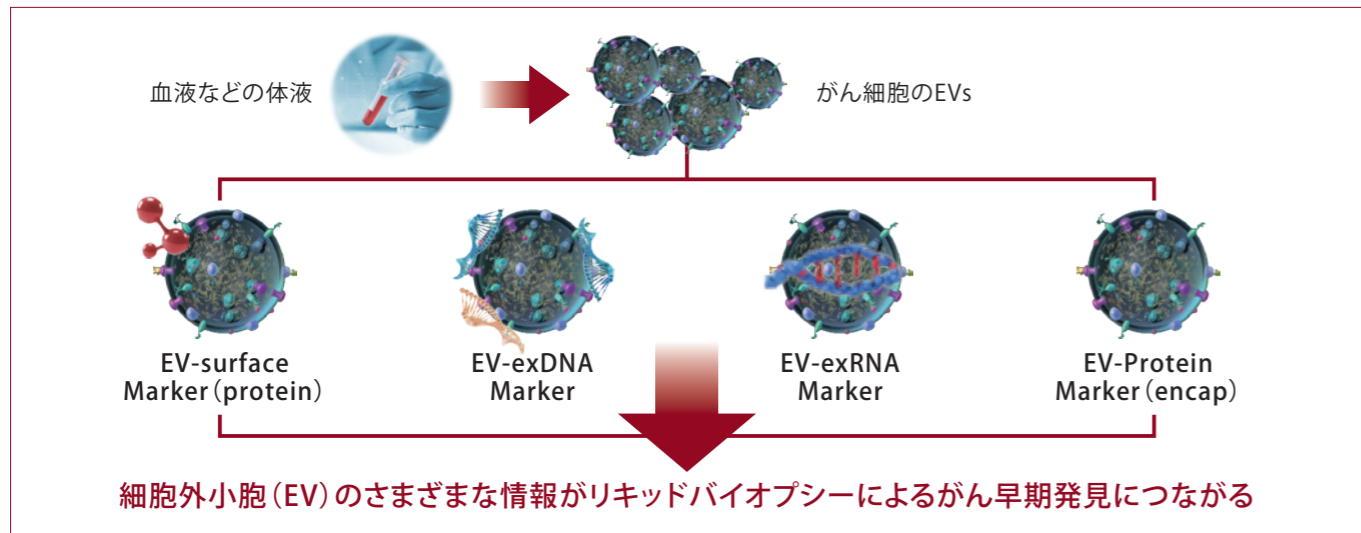 血液などの体液
がん細胞のEVs
EV-surface
Marker（protein）
EV-exDNA
Marker
EV-exRNA
Marker
EV-Protein
Marker（encap）
細胞外小胞（EV）のさまざまな情報がリキッドバイオプシーによるがん早期発見につながる